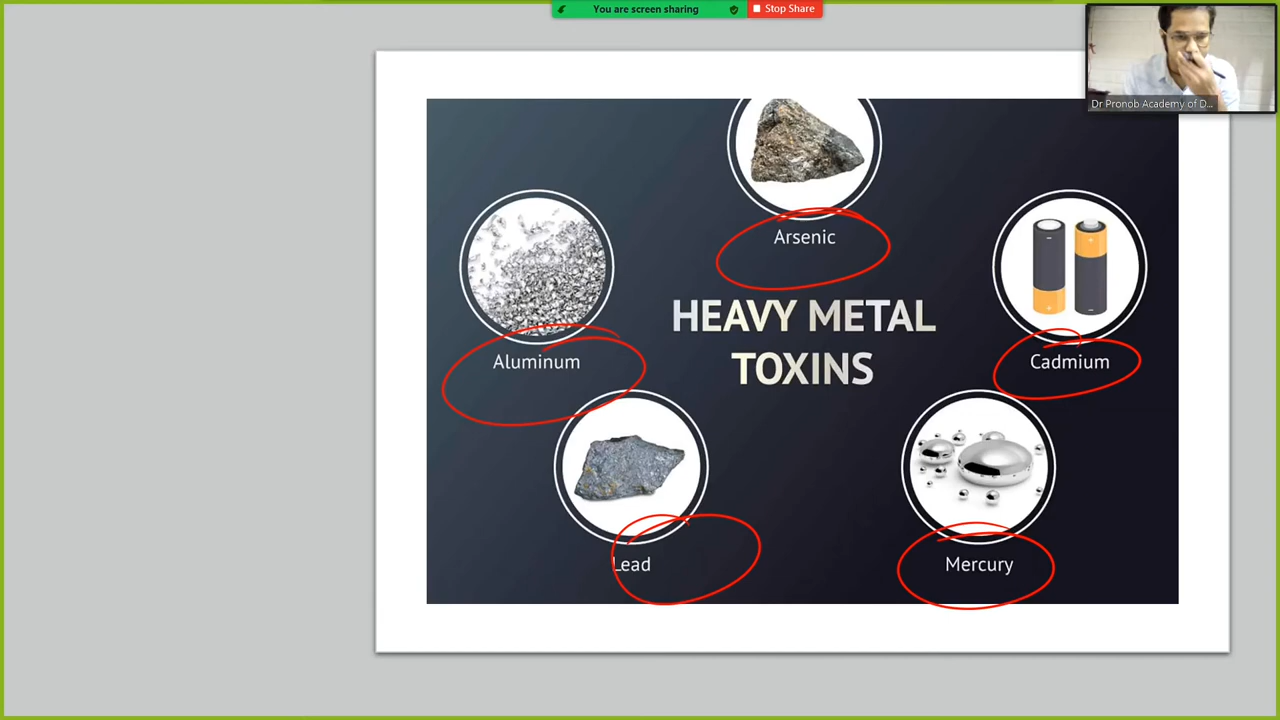 You are screen sharing
Stop Share
Dr Pronob Academy of D...
Arsenic
HEAVY METAL
TOXINS
Aluminum
Cadmium
Lead
Mercury